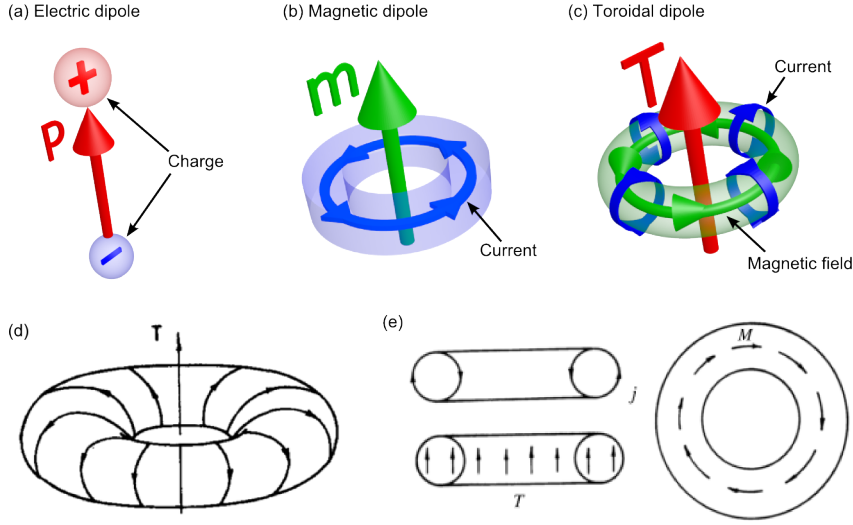 (a) Electric dipole
(b) Magnetic dipole
(c) Toroidal dipole
+
P
Charge
−
m
Current
T
Current
Magnetic field
(d)
T
(e)
j
T
M